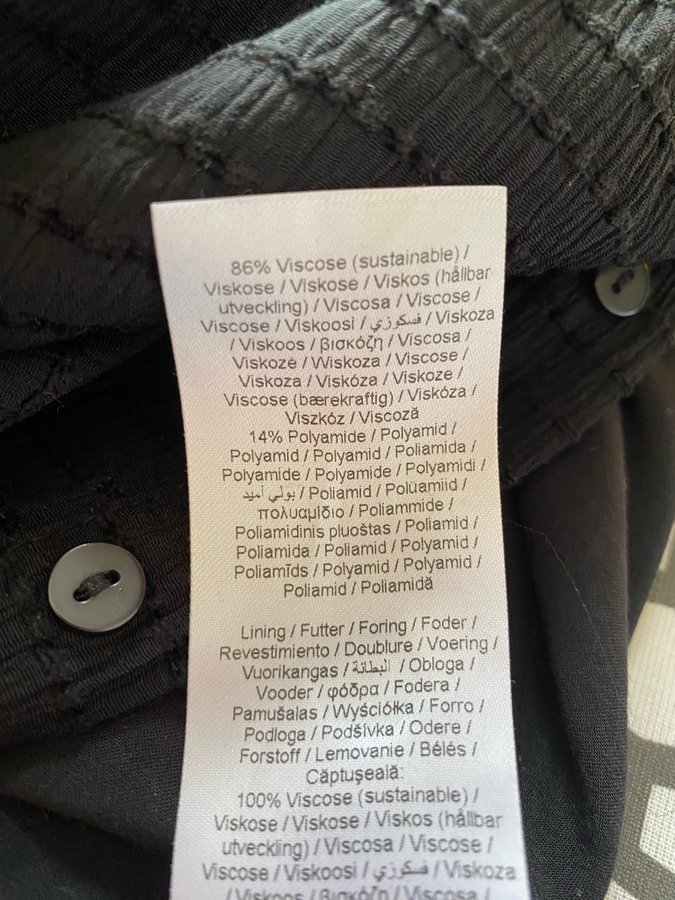 86% Viscose (sustainable) /
Viskose / Viskose / Viskos (hållbar
utveckling) / Viscosa / Viscose /
Viscose / Viskoosi / فسكوزي / Viskoza
/ Viskoos / βισκόζη / Viscosa /
Viskozė / Wiskoza / Viscose /
Viskoza / Viskóza / Viskoze /
Viscose (bærekraftig) / Viskóza /
Viszkóz / Viscoză
14% Polyamide / Polyamid /
Polyamid / Polyamid / Poliamida /
Polyamide / Polyamide / Polyamidi /
بولي أميد / Poliamid / Polüamiid /
πολυαμίδιο / Poliammide /
Poliamidinis pluoštas / Poliamid /
Poliamida / Poliamid / Polyamid /
Poliamīds / Polyamid / Polyamid /
Poliamid / Poliamidă
Lining / Futter / Foring / Foder /
Revestimiento / Doublure / Voering /
Vuorikangas / البطانة / Obloga /
Vooder / φόδρα / Fodera /
Pamušalas / Wyściółka / Forro /
Podloga / Podšívka / Odere /
Forstoff / Lemovanie / Bélés /
Căptușeală:
100% Viscose (sustainable) /
Viskose / Viskose / Viskos (hållbar
utveckling) / Viscosa / Viscose /
Viscose / Viskoosi / فسكوزي / Viskoza
/ Viskoos / βισκόζη / Viscosa /